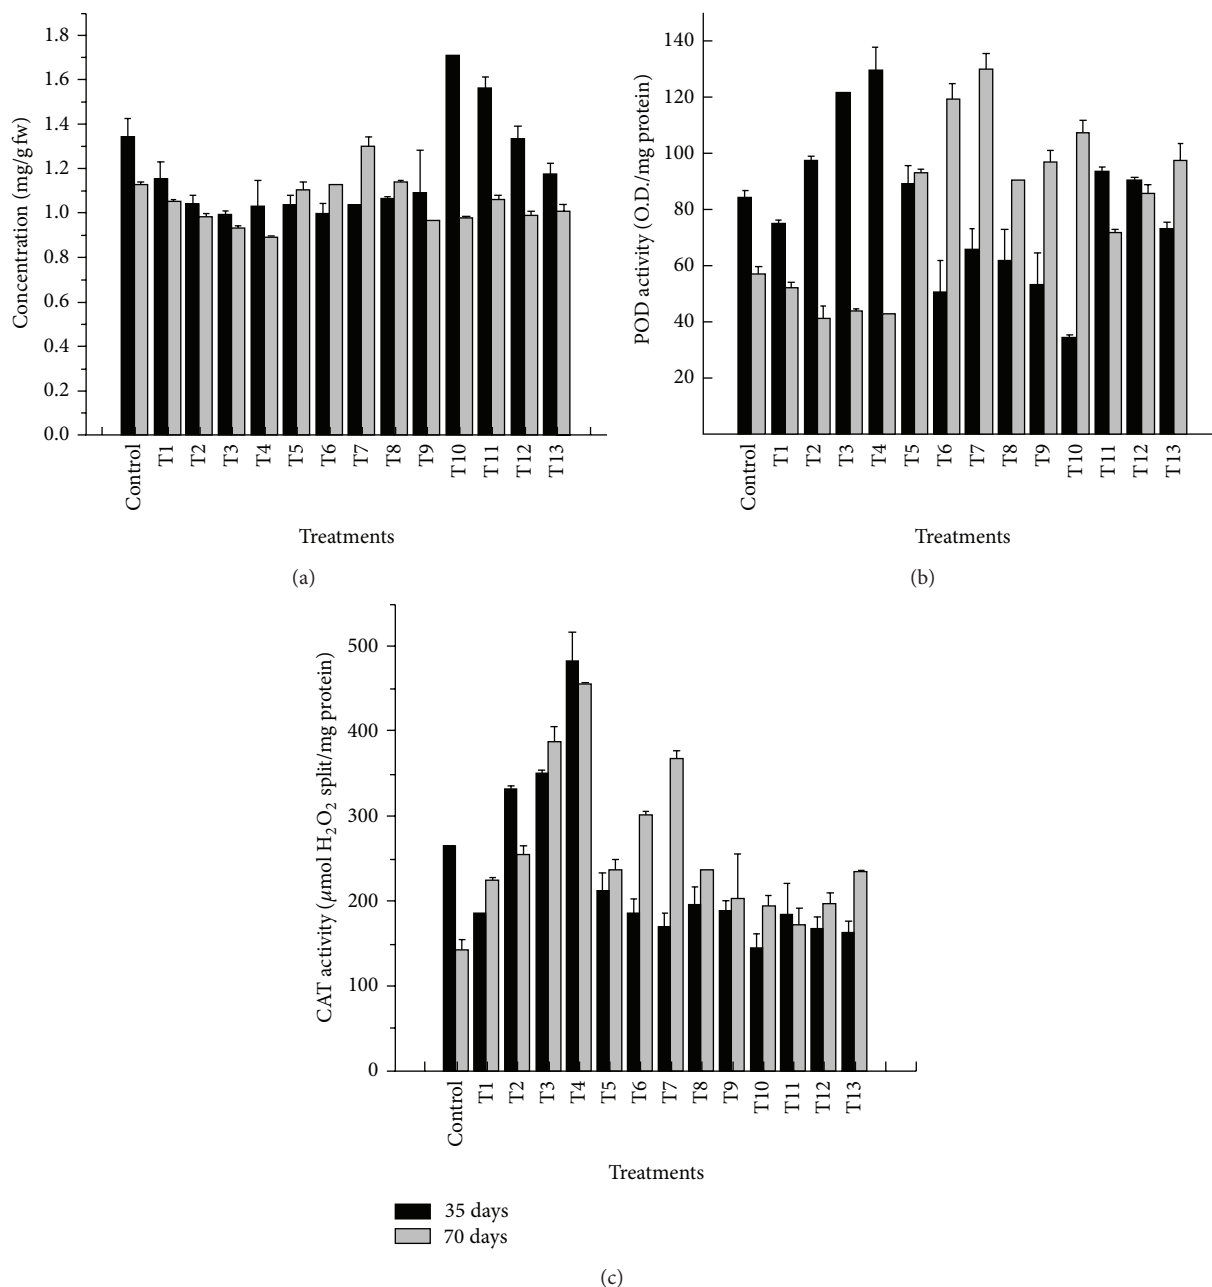 1.8
1.6
1.4
1.2
1.0
0.8
0.6
0.4
0.2
0.0
Concentration (mg/g fw)
Control
T1
T2
T3
T4
T5
T6
T7
T8
T9
T10
T11
T12
T13
Treatments
(a)
140
120
100
80
60
40
20
POD activity (O.D./mg protein)
Control
T1
T2
T3
T4
T5
T6
T7
T8
T9
T10
T11
T12
T13
Treatments
(b)
500
400
300
200
100
0
CAT activity (μmol H₂O₂ split/mg protein)
Control
T1
T2
T3
T4
T5
T6
T7
T8
T9
T10
T11
T12
T13
Treatments
35 days
70 days
(c)